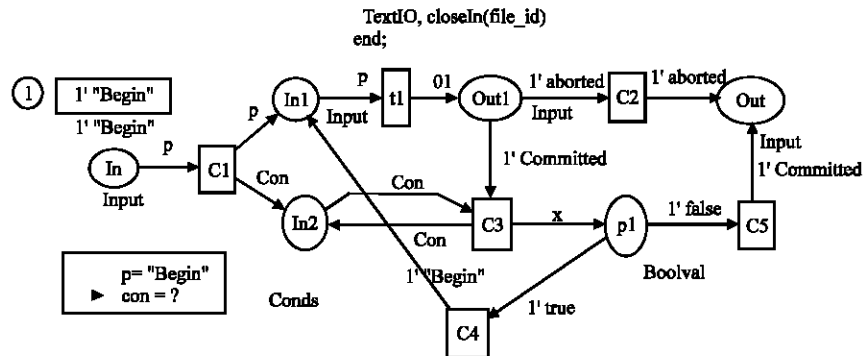 TextIO, closeIn(file_id)
end;
1
1' "Begin"
1' "Begin"
In
Input
p
C1
p
Con
In1
p
Input
t1
01
Out1
1' aborted
Input
C2
1' aborted
Out
Input
1' Committed
1' Committed
In2
Con
Con
C3
x
p1
1' false
C5
Boolval
1' "Begin"
1' true
C4
Conds
p= "Begin"
con = ?